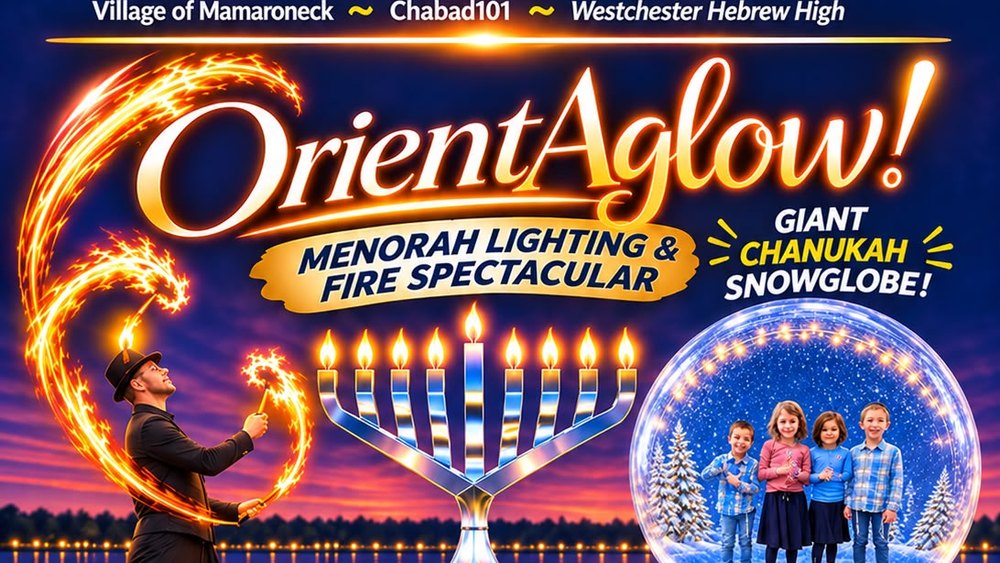 Village of Mamaroneck ~ Chabad101 ~ Westchester Hebrew High
OrientAglow!
MENORAH LIGHTING &
FIRE SPECTACULAR
GIANT
CHANUKAH
SNOWGLOBE!